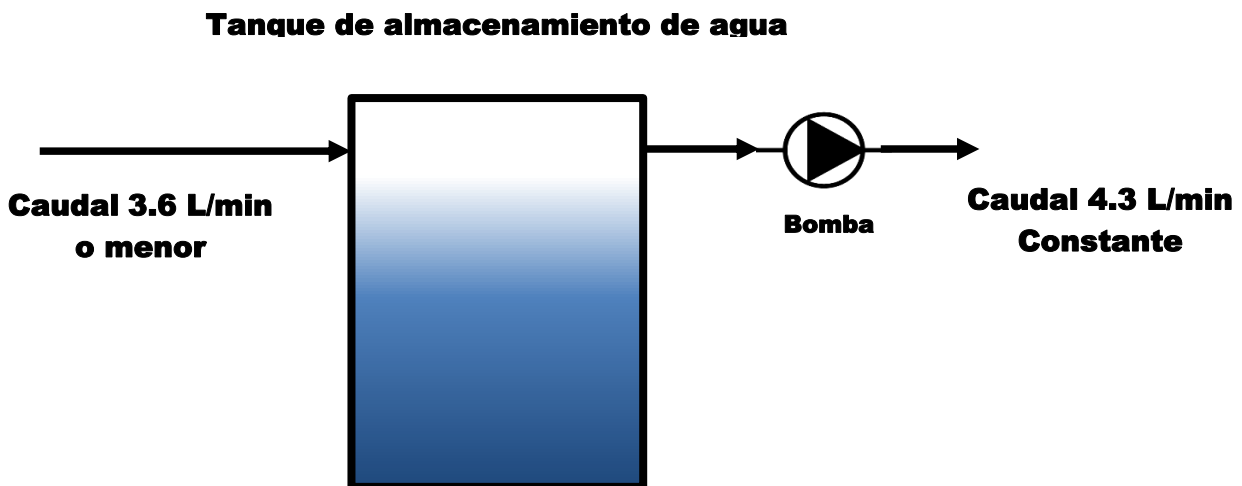 Tanque de almacenamiento de agua
Caudal 3.6 L/min
o menor
Bomba
Caudal 4.3 L/min
Constante